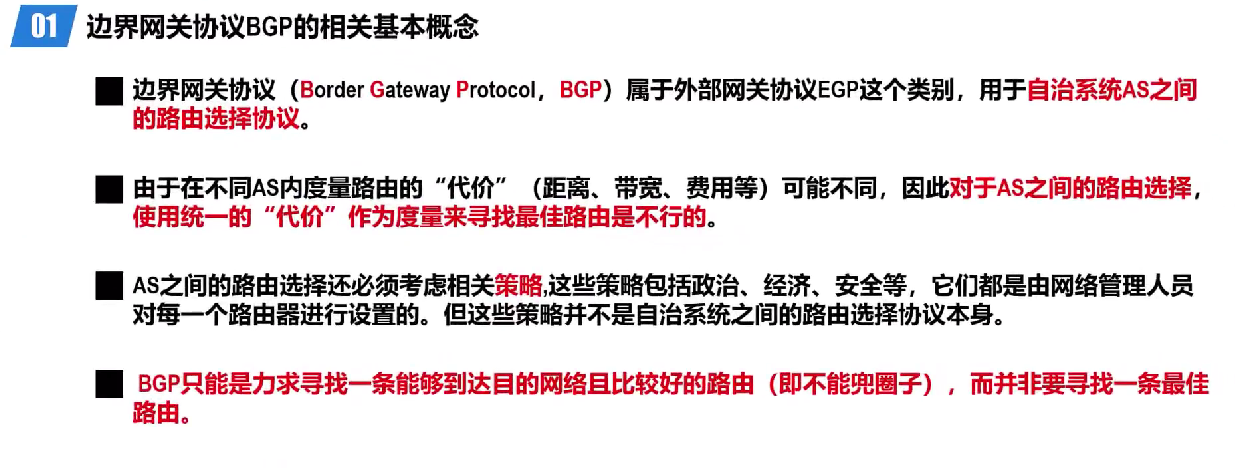 01 边界网关协议BGP的相关基本概念
边界网关协议（Border Gateway Protocol，BGP）属于外部网关协议EGP这个类别，用于自治系统AS之间
的路由选择协议。
由于在不同AS内度量路由的“代价”（距离、带宽、费用等）可能不同，因此对于AS之间的路由选择，
使用统一的“代价”作为度量来寻找最佳路由是不行的。
AS之间的路由选择还必须考虑相关策略,这些策略包括政治、经济、安全等，它们都是由网络管理人员
对每一个路由器进行设置的。但这些策略并不是自治系统之间的路由选择协议本身。
BGP只能是力求寻找一条能够到达目的网络且比较好的路由（即不能兜圈子），而并非要寻找一条最佳
路由。